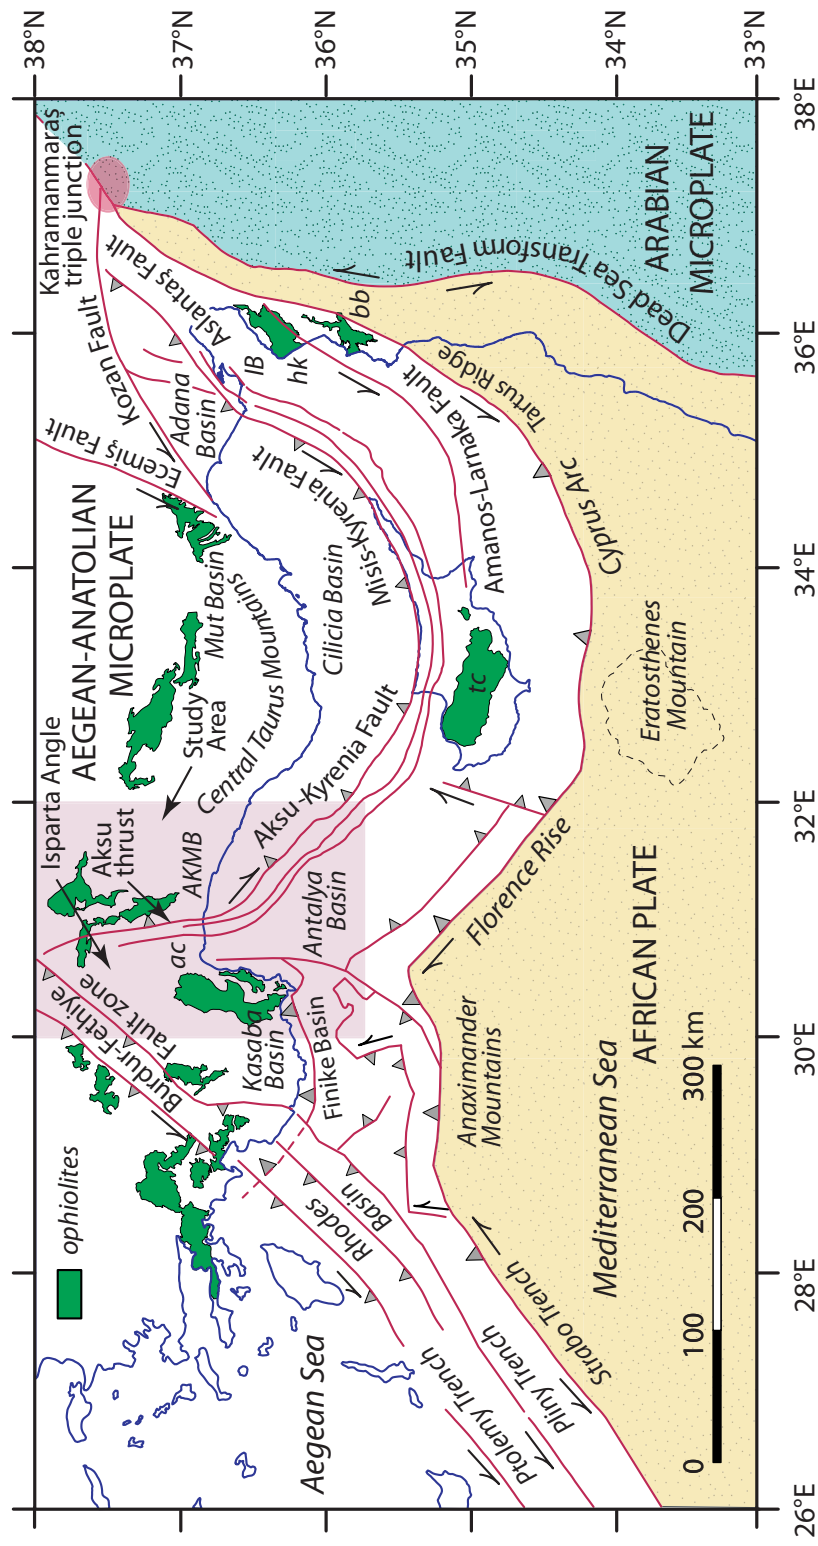 38°N
37°N
36°N
35°N
34°N
33°N
26°E
28°E
30°E
32°E
34°E
36°E
38°E
ophiolites
Isparta Angle
Aksu
thrust
AEGEAN-ANATOLIAN
MICROPLATE
Study
Area
Kahramanmaraş
triple junction
Ecemiş Fault
Kozan Fault
Aslantaş Fault
Adana
Basin
IB
hk
bb
Burdur-Fethiye
Fault zone
ac
AKMB
Central Taurus Mountains
Mut Basin
Cilicia Basin
Misis-Kyrenia Fault
Aksu-Kyrenia Fault
Amanos-Larnaka Fault
Tartus Ridge
Dead Sea Transform Fault
ARABIAN
MICROPLATE
Kasaba
Basin
Finike Basin
Antalya
Basin
tc
Cyprus Arc
Aegean Sea
Rhodes
Basin
Anaximander
Mountains
Florence Rise
Eratosthenes
Mountain
Ptolemy Trench
Pliny Trench
Strabo Trench
Mediterranean Sea
AFRICAN PLATE
0
100
200
300 km